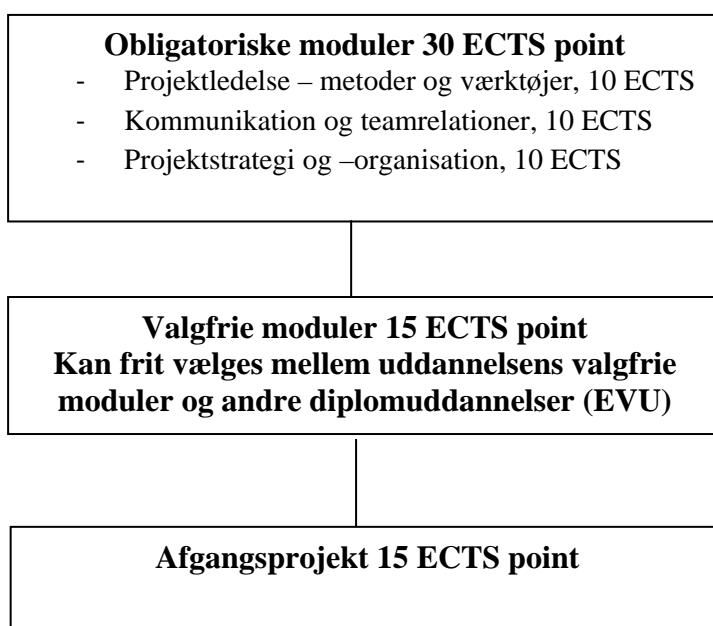 Obligatoriske moduler 30 ECTS point
- Projektledelse – metoder og værktøjer, 10 ECTS
- Kommunikation og teamrelationer, 10 ECTS
- Projektstrategi og –organisation, 10 ECTS
Valgfrie moduler 15 ECTS point
Kan frit vælges mellem uddannelsens valgfrie
moduler og andre diplomuddannelser (EVU)
Afgangsprojekt 15 ECTS point